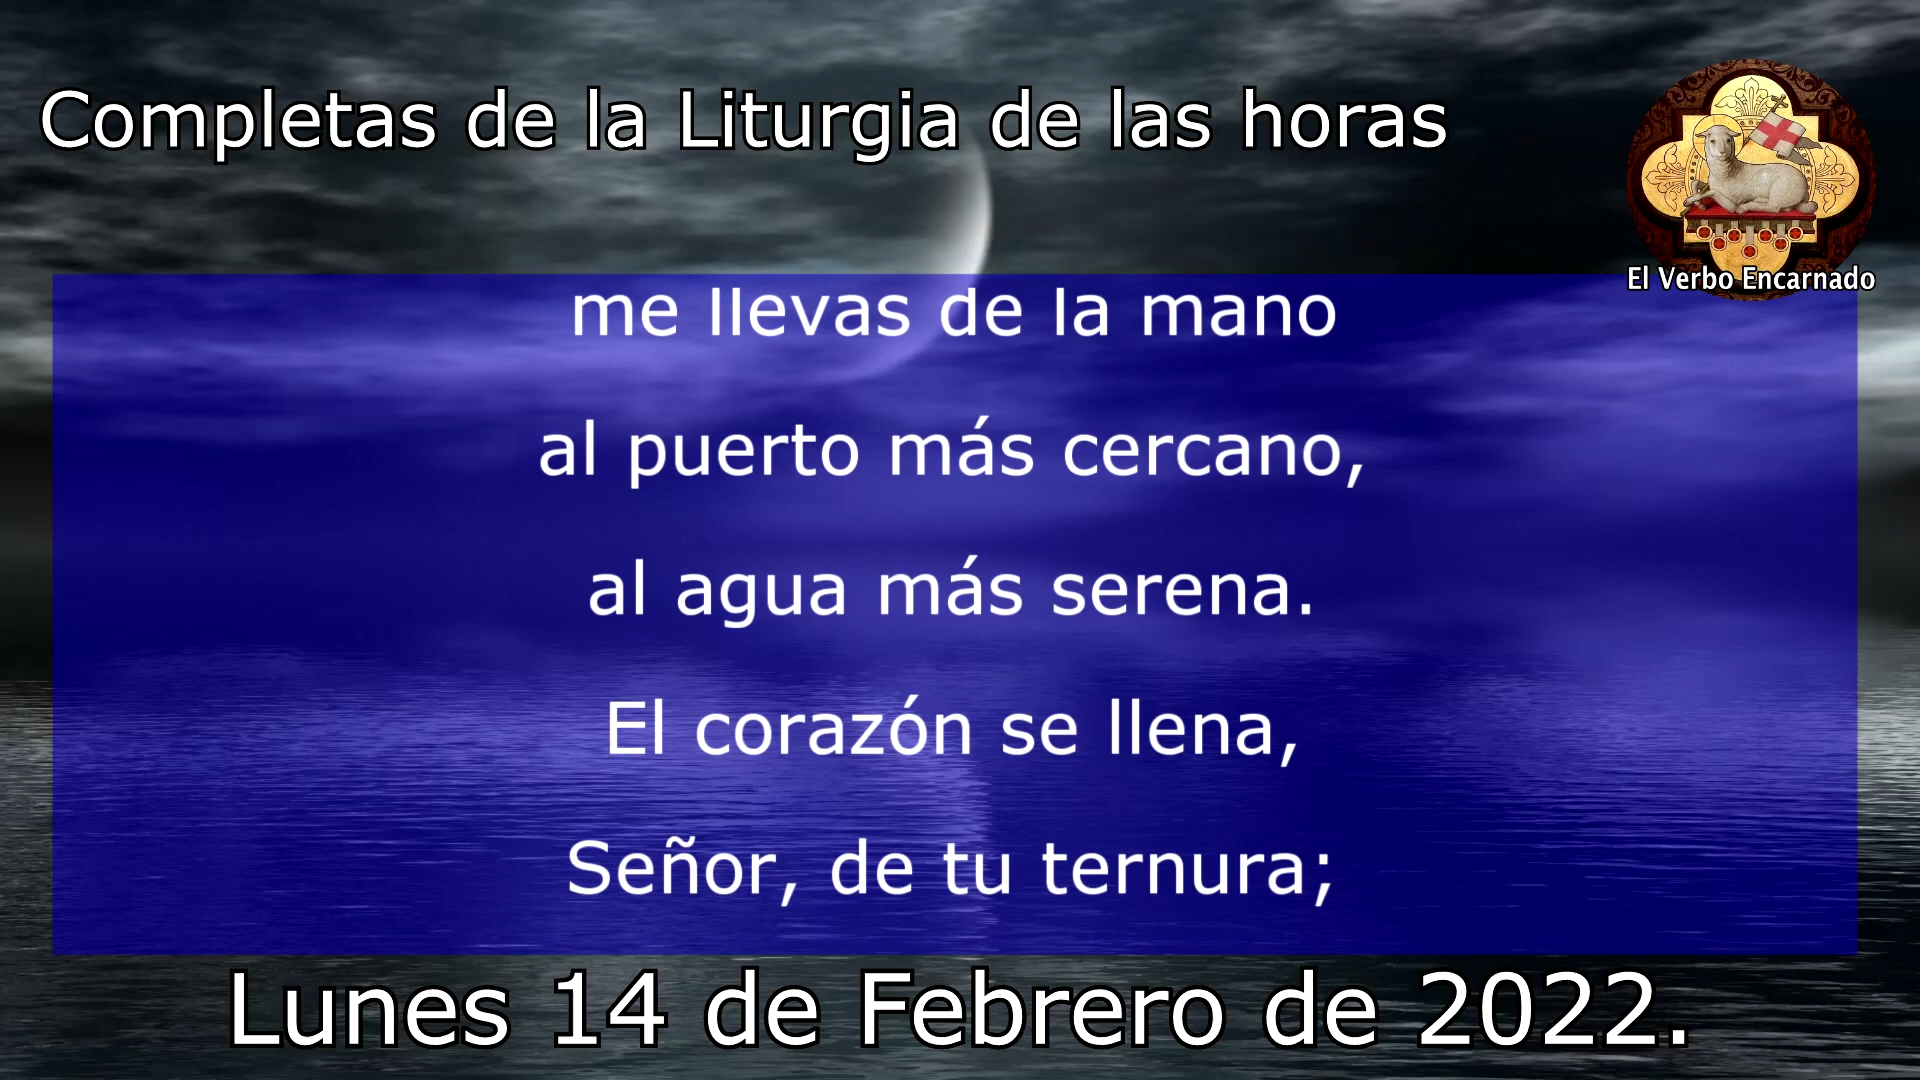 Completas de la Liturgia de las horas
El Verbo Encarnado
me llevas de la mano
al puerto más cercano,
al agua más serena.
El corazón se llena,
Señor, de tu ternura;
Lunes 14 de Febrero de 2022.